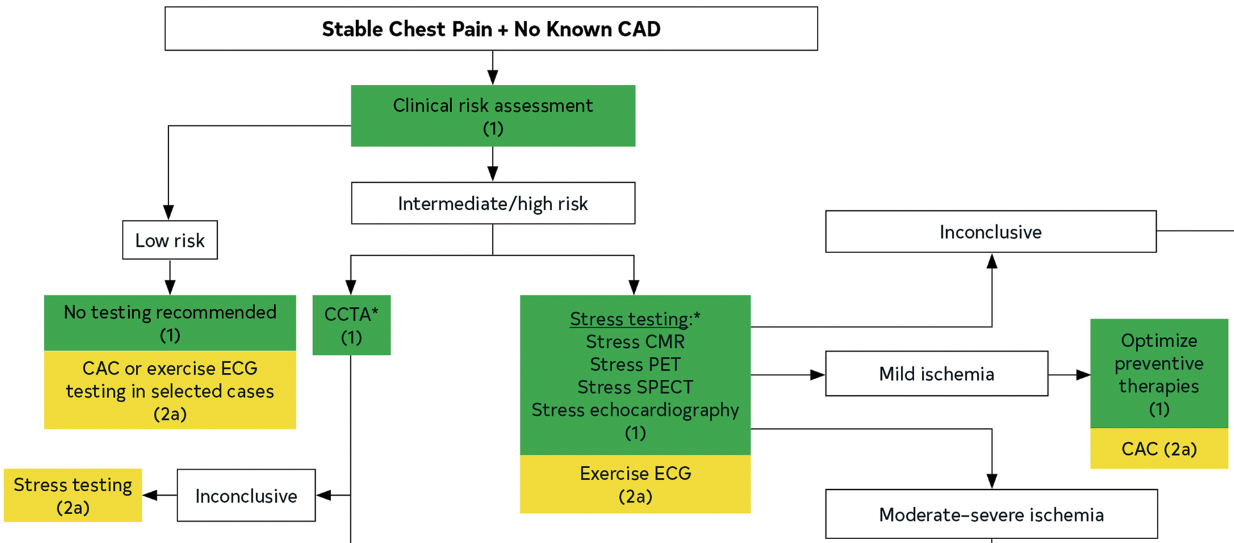 Stable Chest Pain + No Known CAD
Clinical risk assessment
(1)
Intermediate/high risk
Low risk
Inconclusive
No testing recommended
(1)
CAC or exercise ECG
testing in selected cases
(2a)
CCTA*
(1)
Stress testing:*
Stress CMR
Stress PET
Stress SPECT
Stress echocardiography
(1)
Exercise ECG
(2a)
Mild ischemia
Optimize
preventive
therapies
(1)
CAC (2a)
Stress testing
(2a)
Inconclusive
Moderate–severe ischemia